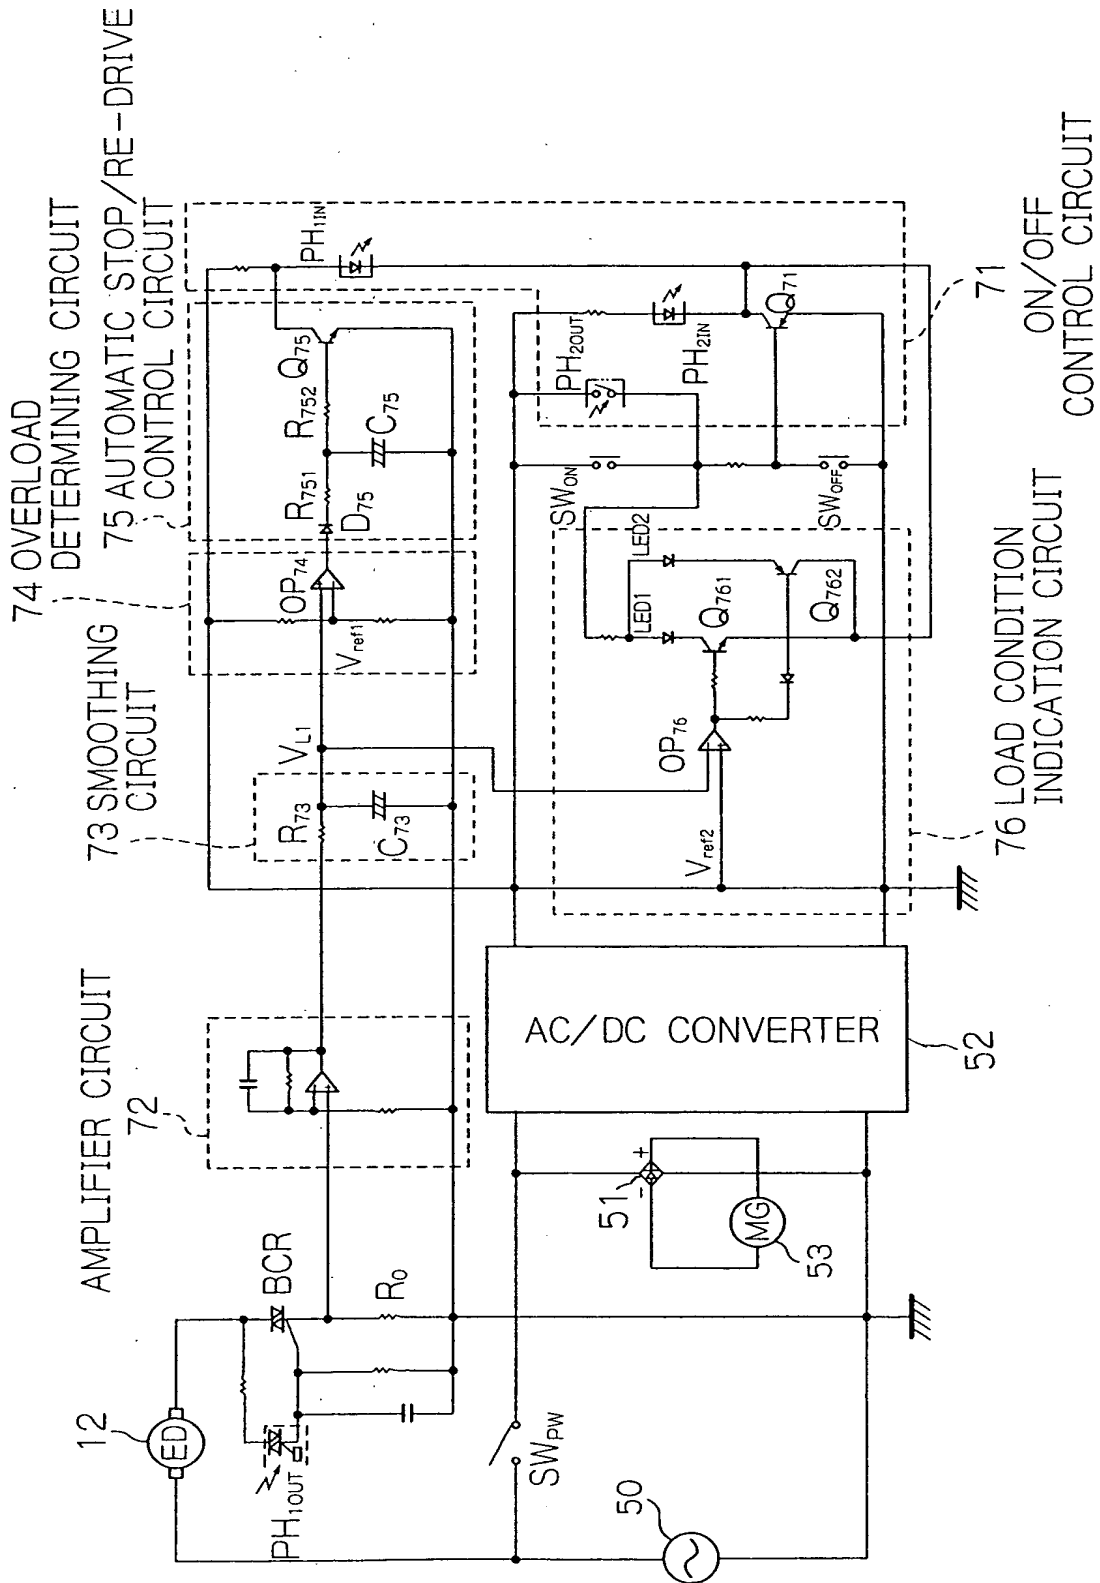 12
ED
PH1OUT
BCR
R0
AMPLIFIER CIRCUIT
72
73 SMOOTHING
CIRCUIT
R73
C73
VL1
74 OVERLOAD
DETERMINING CIRCUIT
OP74
Vref1
75 AUTOMATIC STOP/RE-DRIVE
CONTROL CIRCUIT
D75
R751
R752
C75
Q75
PH1IN
50
SWPW
51
+
-
MG
53
AC/DC CONVERTER
52
Vref2
OP76
LED1
LED2
Q761
Q762
76 LOAD CONDITION
INDICATION CIRCUIT
SWON
SWOFF
PH2OUT
PH2IN
Q71
71
ON/OFF
CONTROL CIRCUIT